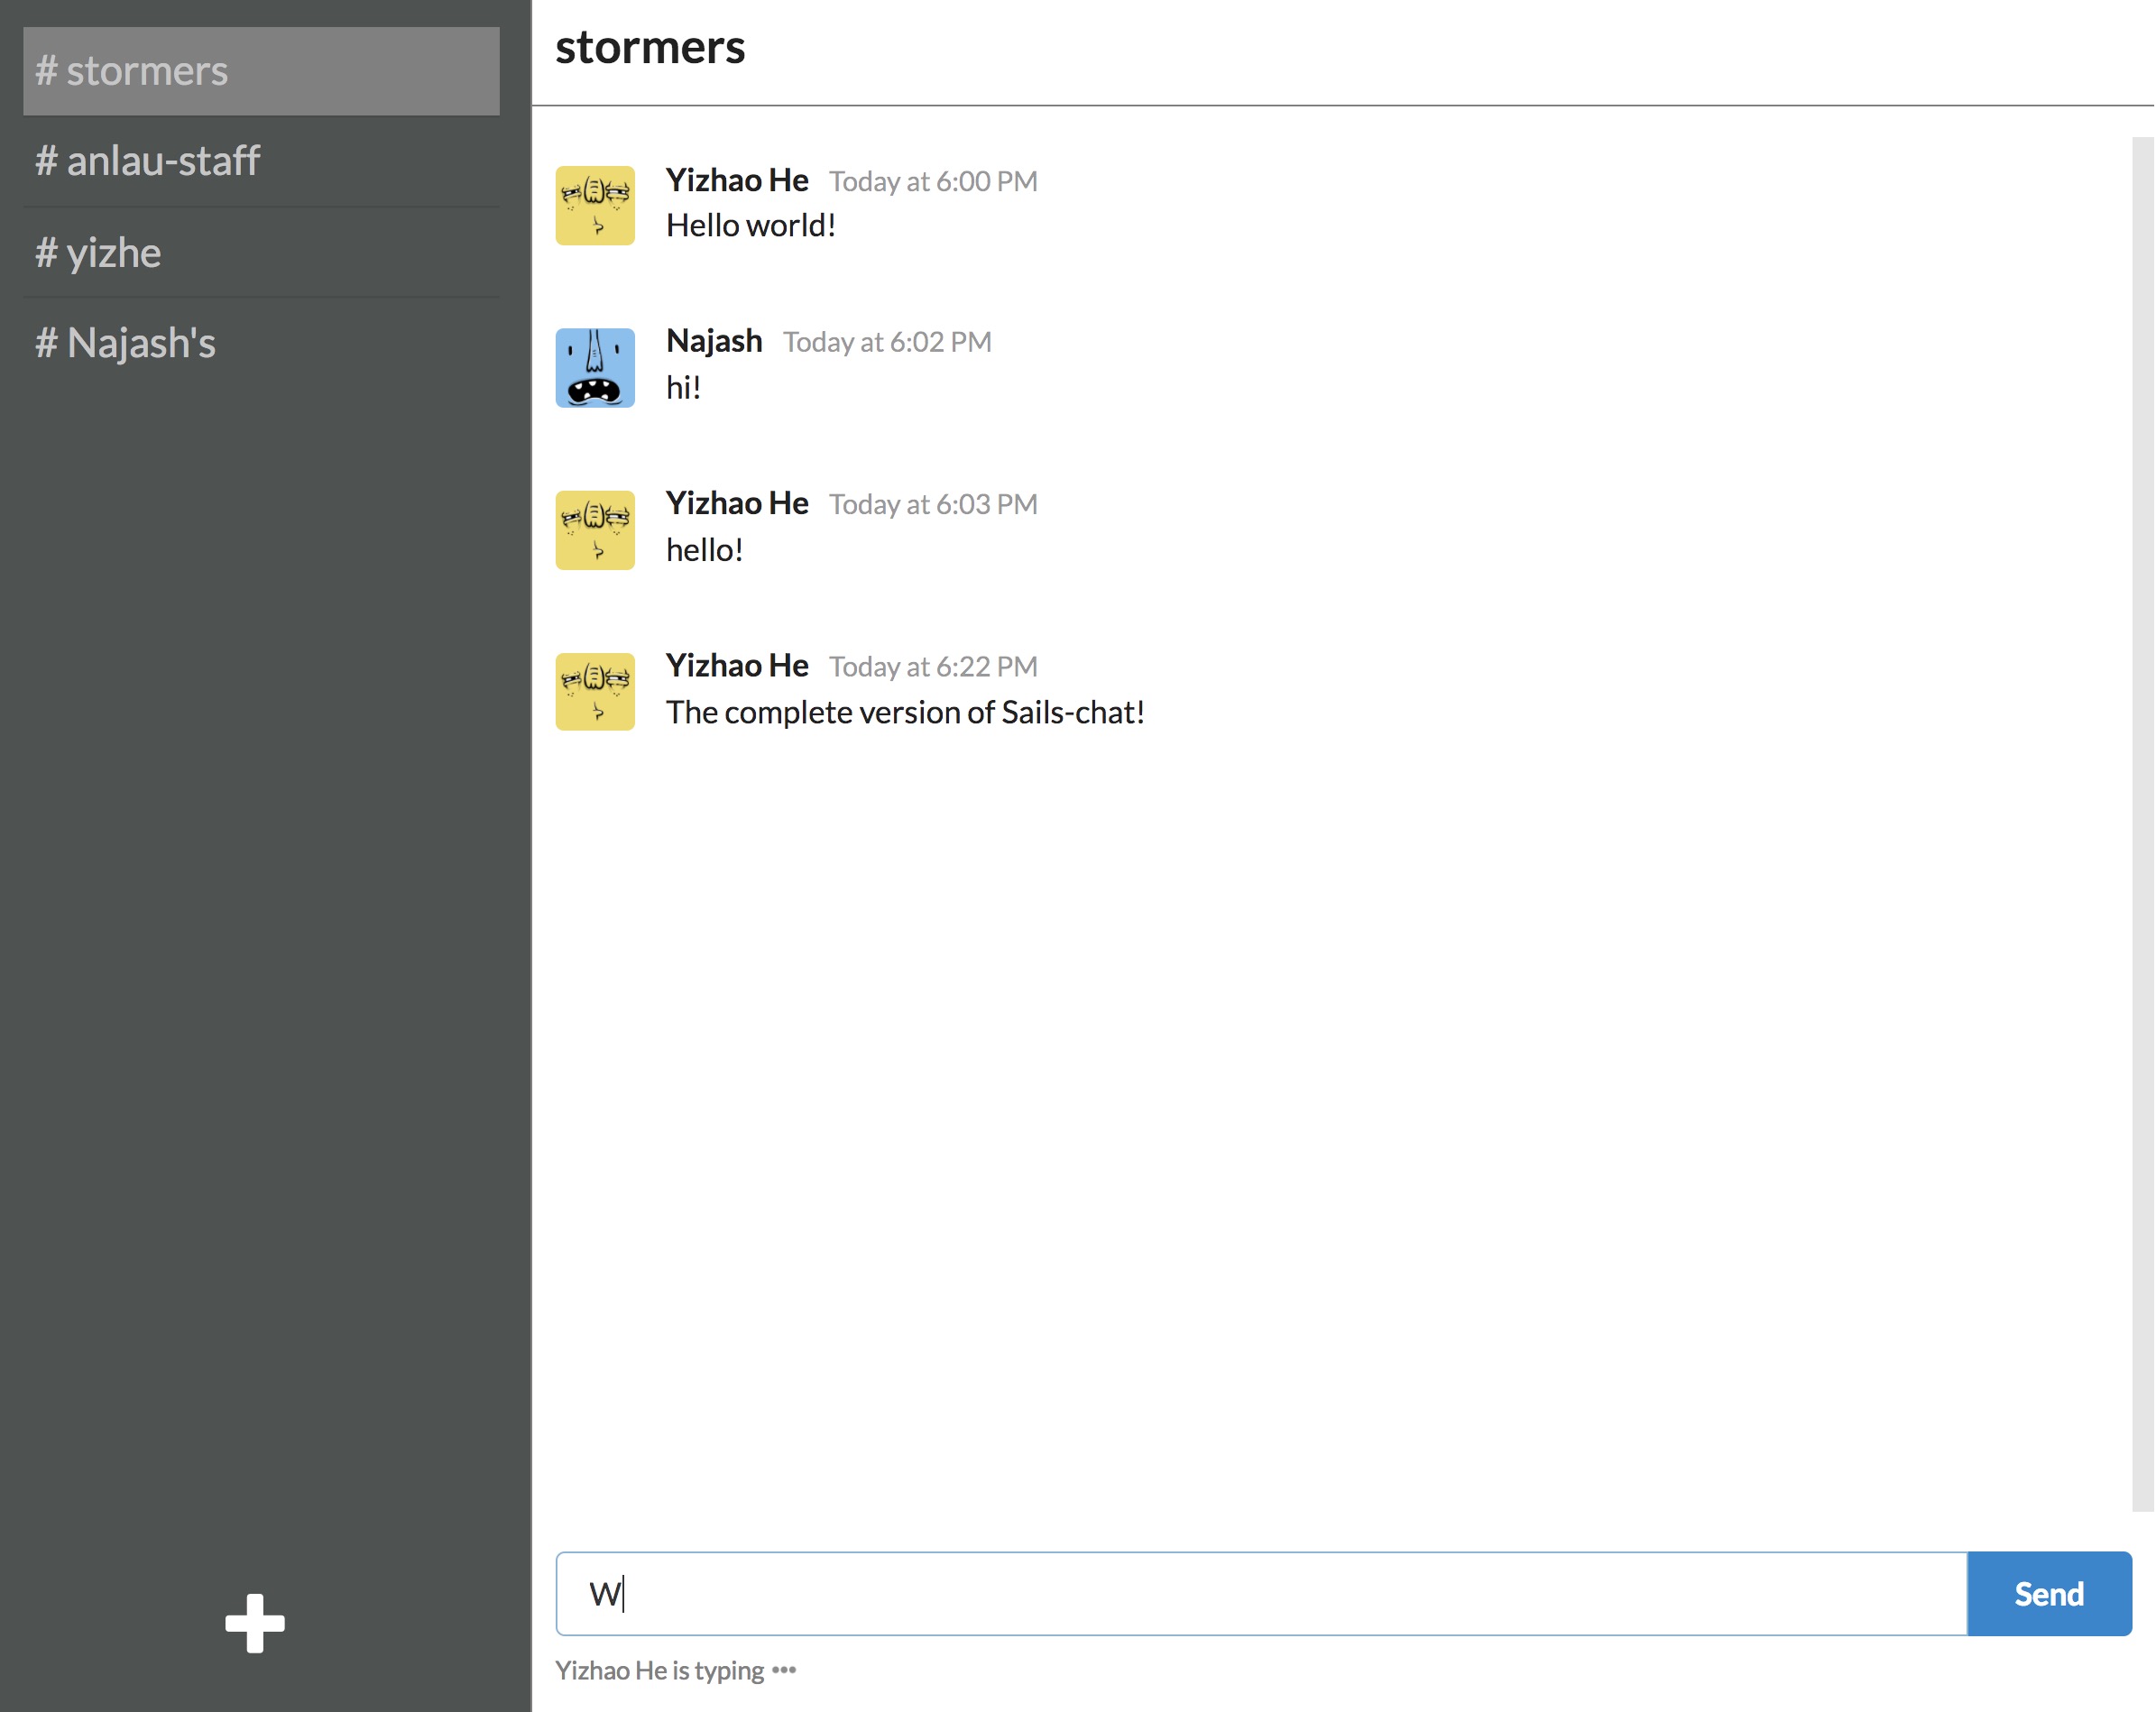 # stormers
# anlau-staff
# yizhe
# Najash's
stormers
Yizhao He Today at 6:00 PM
Hello world!
Najash Today at 6:02 PM
hi!
Yizhao He Today at 6:03 PM
hello!
Yizhao He Today at 6:22 PM
The complete version of Sails-chat!
W
Send
Yizhao He is typing •••